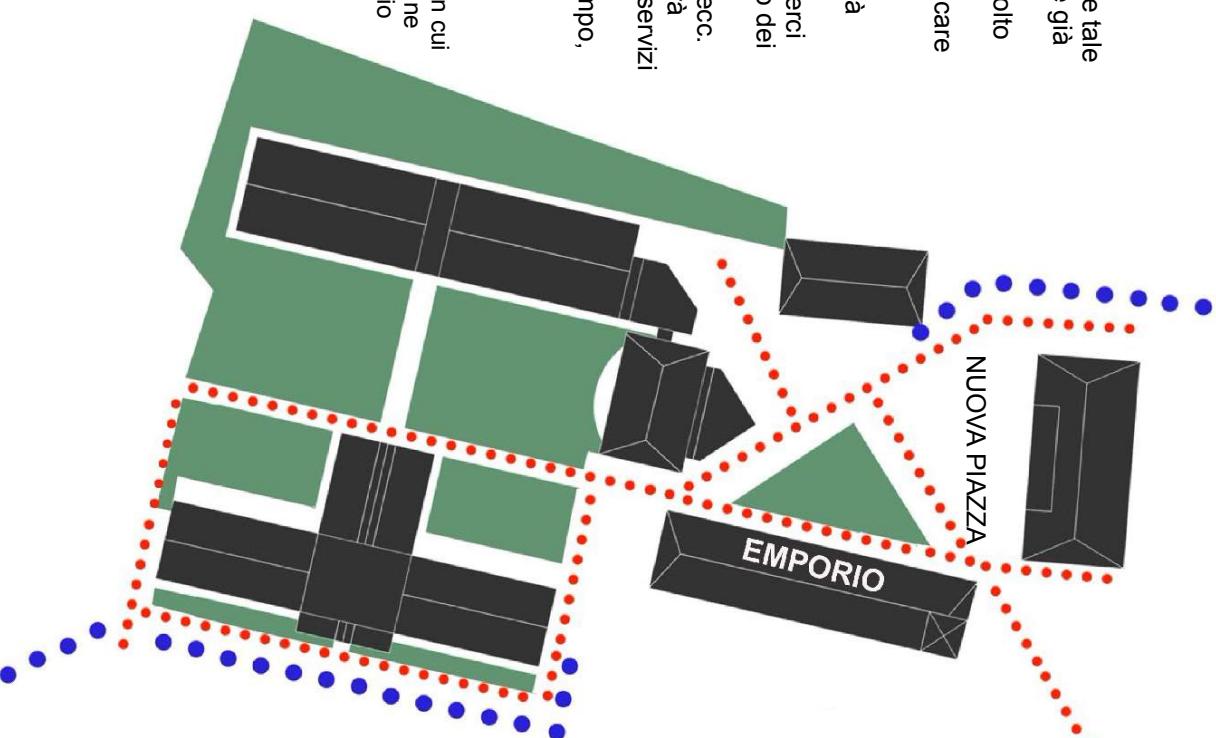 e tale
e già
olto
care
à
erci
o dei
ecc.
à
servizi
mpo,
n cui
ne
io
NUOVA PIAZZA
EMPORIO